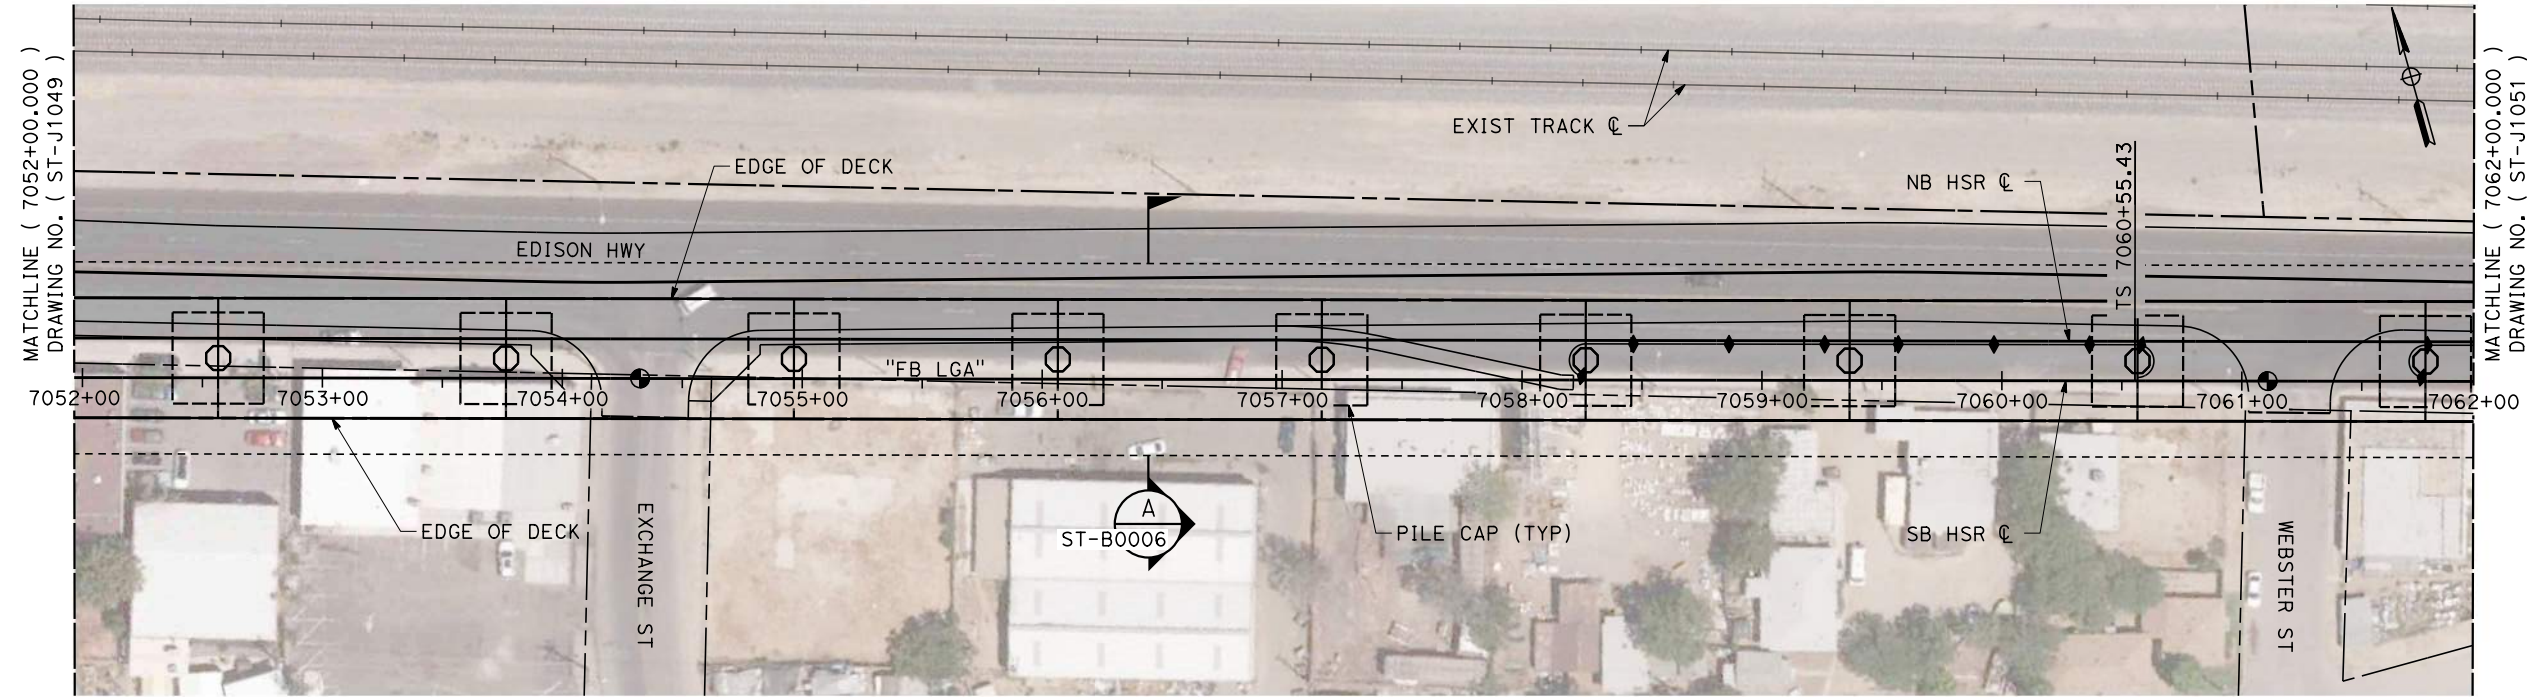 MATCHLINE ( 7052+00.000 )
DRAWING NO. ( ST-J1049 )
EXIST TRACK ℄
EDGE OF DECK
NB HSR ℄
TS 7060+55.43
EDISON HWY
"FB LGA"
7052+00
7053+00
7054+00
7055+00
7056+00
7057+00
7058+00
7059+00
7060+00
7061+00
7062+00
EDGE OF DECK
EXCHANGE ST
A
ST-B0006
PILE CAP (TYP)
SB HSR ℄
WEBSTER ST
MATCHLINE ( 7062+00.000 )
DRAWING NO. ( ST-J1051 )